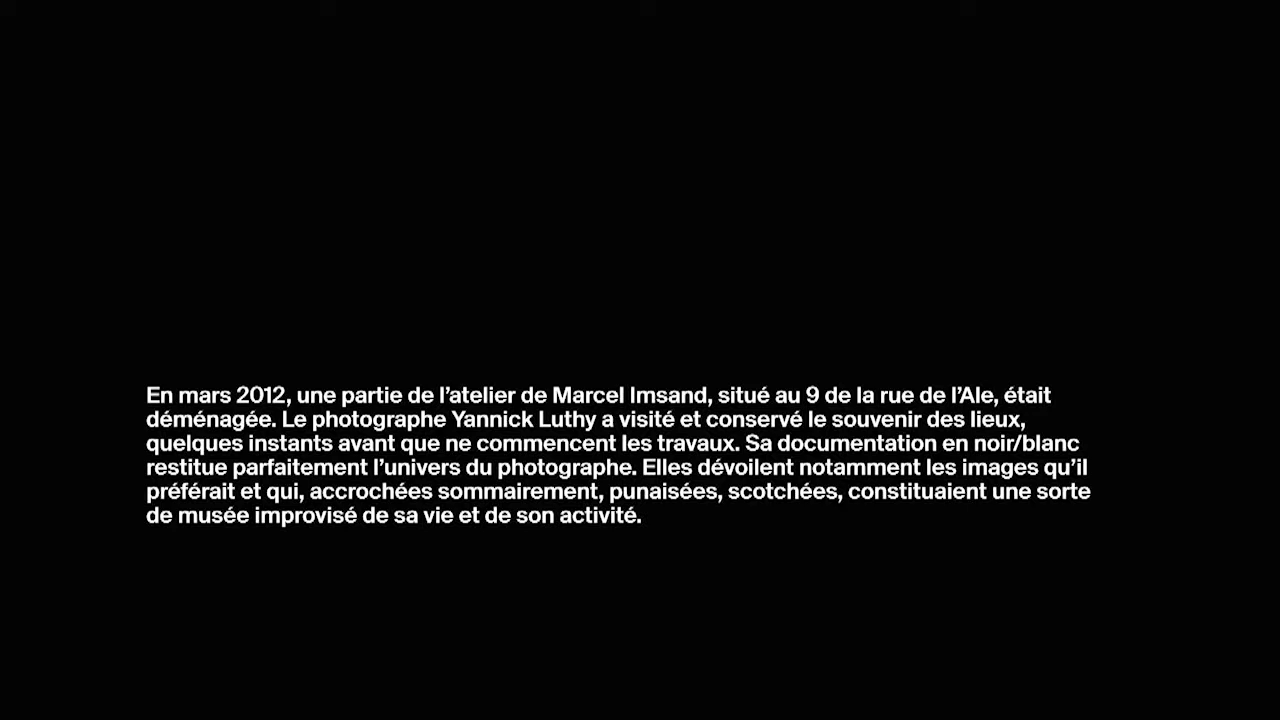 En mars 2012, une partie de l’atelier de Marcel Imsand, situé au 9 de la rue de l’Ale, était
déménagée. Le photographe Yannick Luthy a visité et conservé le souvenir des lieux,
quelques instants avant que ne commencent les travaux. Sa documentation en noir/blanc
restitue parfaitement l’univers du photographe. Elles dévoilent notamment les images qu’il
préférait et qui, accrochées sommairement, punaisées, scotchées, constituaient une sorte
de musée improvisé de sa vie et de son activité.